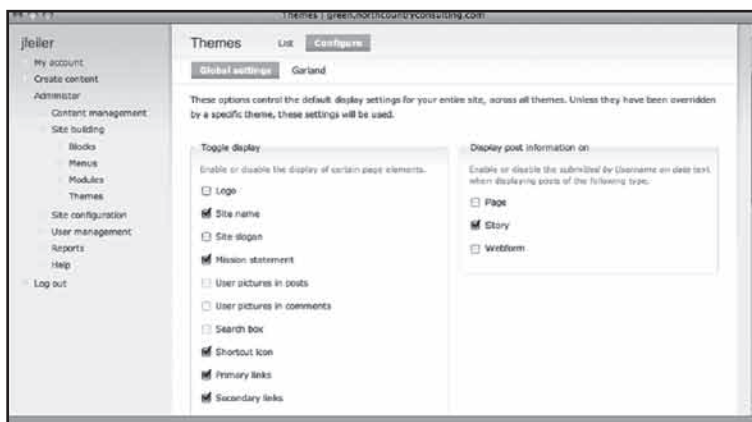 Themes | green.northcountryconsulting.com
jfeiler
My account
Create content
Administer
Content management
Site building
Blocks
Menus
Modules
Themes
Site configuration
User management
Reports
Help
Log out
Themes List Configure
Global settings Garland
These options control the default display settings for your entire site, across all themes. Unless they have been overridden
by a specific theme, these settings will be used.
Toggle display
Enable or disable the display of certain page elements.
Logo
Site name
Site slogan
Mission statement
User pictures in posts
User pictures in comments
Search box
Shortcut icon
Primary links
Secondary links
Display post information on
Enable or disable the submitted by Username on date text
when displaying posts of the following type.
Page
Story
Webform